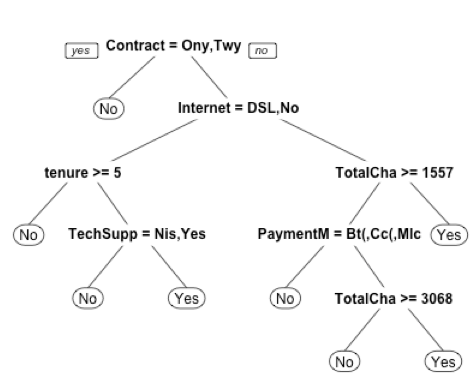 yes Contract = Ony,Twy no
No
Internet = DSL,No
tenure >= 5 TotalCha >= 1557
No TechSupp = Nis,Yes PaymentM = Bt(,Cc(,Mlc Yes
No Yes No TotalCha >= 3068
No Yes